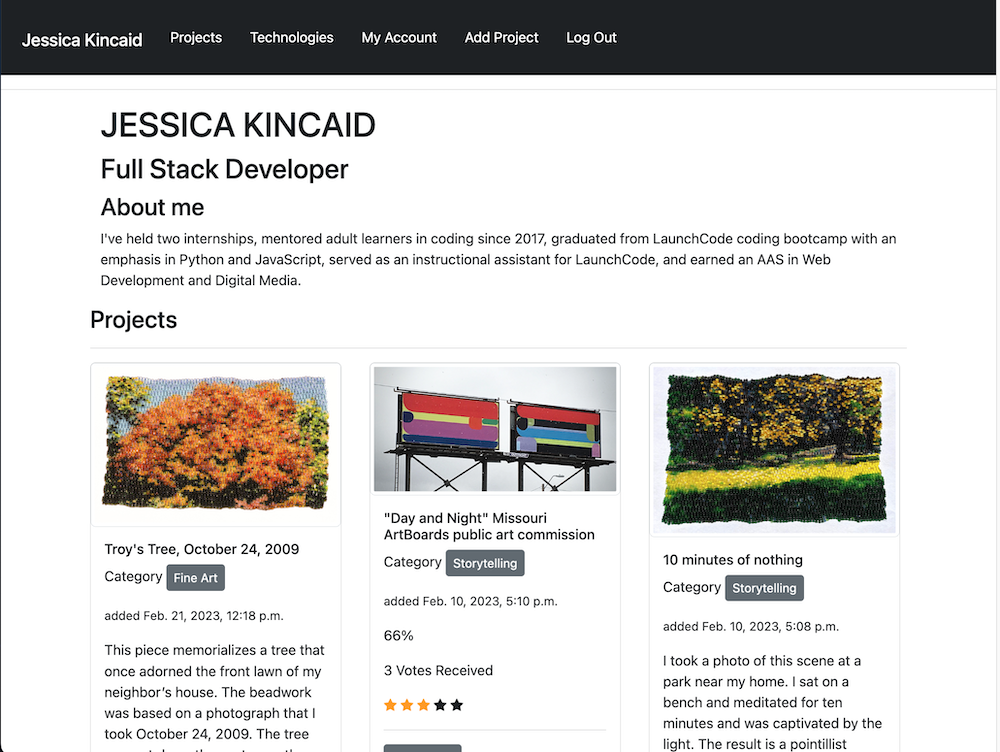 Jessica Kincaid Projects Technologies My Account Add Project Log Out
JESSICA KINCAID
Full Stack Developer
About me
I've held two internships, mentored adult learners in coding since 2017, graduated from LaunchCode coding bootcamp with an
emphasis in Python and JavaScript, served as an instructional assistant for LaunchCode, and earned an AAS in Web
Development and Digital Media.
Projects
Troy's Tree, October 24, 2009
Category Fine Art
added Feb. 21, 2023, 12:18 p.m.
This piece memorializes a tree that
once adorned the front lawn of my
neighbor’s house. The beadwork
was based on a photograph that I
took October 24, 2009. The tree
"Day and Night" Missouri
ArtBoards public art commission
Category Storytelling
added Feb. 10, 2023, 5:10 p.m.
66%
3 Votes Received
10 minutes of nothing
Category Storytelling
added Feb. 10, 2023, 5:08 p.m.
I took a photo of this scene at a
park near my home. I sat on a
bench and meditated for ten
minutes and was captivated by the
light. The result is a pointillist